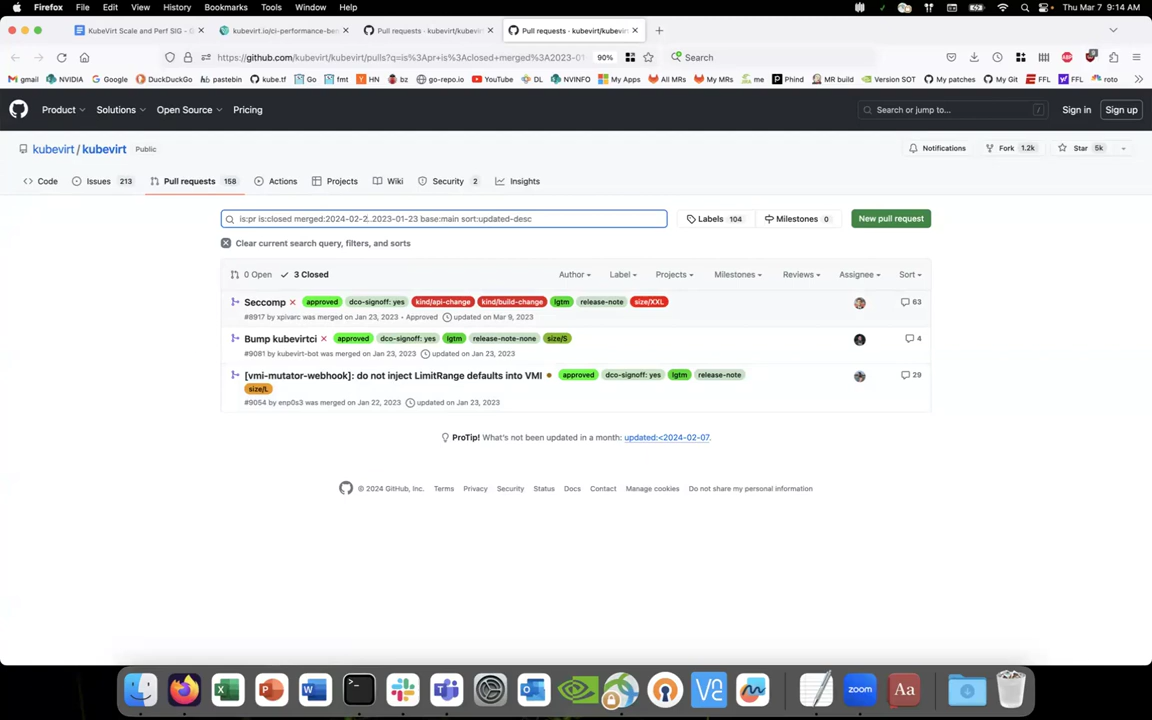 Firefox File Edit View History Bookmarks Tools Window Help Thu Mar 7 9:14 AM
KubeVirt Scale and Perf SIG - G kubevirt.io/ci-performance-ben Pull requests · kubevirt/kubevirt Pull requests · kubevirt/kubevirt
https://github.com/kubevirt/kubevirt/pulls?q=is%3Apr+is%3Aclosed+merged%3A2023-01 90% Search
gmail NVIDIA Google DuckDuckGo pastebin kube.tf Go fmt HN bz go-repo.io YouTube DL NVINFO My Apps All MRs My MRs me Phind MR build Version SOT My patches My Git FFL FFL roto
Product Solutions Open Source Pricing Search or jump to... / Sign in Sign up
kubevirt / kubevirt Public Notifications Fork 1.2k Star 5k
Code Issues 213 Pull requests 158 Actions Projects Wiki Security 2 Insights
is:pr is:closed merged:2024-02-2..2023-01-23 base:main sort:updated-desc Labels 104 Milestones 0 New pull request
Clear current search query, filters, and sorts
0 Open 3 Closed Author Label Projects Milestones Reviews Assignee Sort
Seccomp approved dco-signoff: yes kind/api-change kind/build-change lgtm release-note size/XXL 63
#8917 by xpivarc was merged on Jan 23, 2023 • Approved updated on Mar 9, 2023
Bump kubevirtci approved dco-signoff: yes lgtm release-note-none size/S 4
#9081 by kubevirt-bot was merged on Jan 23, 2023 updated on Jan 23, 2023
[vmi-mutator-webhook]: do not inject LimitRange defaults into VMI approved dco-signoff: yes lgtm release-note 29
size/L
#9054 by enp0s3 was merged on Jan 22, 2023 updated on Jan 23, 2023
ProTip! What's not been updated in a month: updated:<2024-02-07.
© 2024 GitHub, Inc. Terms Privacy Security Status Docs Contact Manage cookies Do not share my personal information
zoom Aa